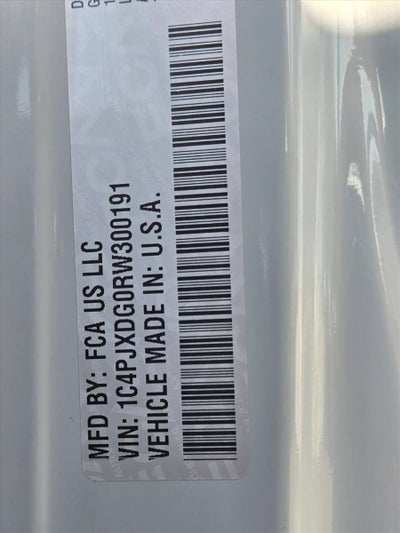 MFD BY: FCA US LLC
VIN: 1C4PJXDG0RW300191
VEHICLE MADE IN: U.S.A.